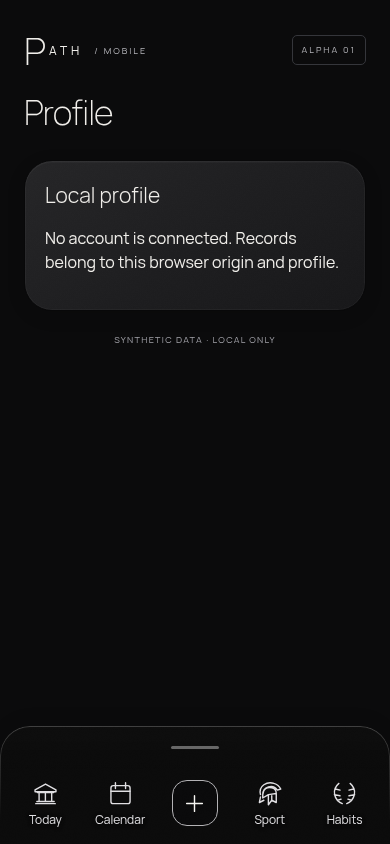 PATH / MOBILE
ALPHA 01
Profile
Local profile
No account is connected. Records
belong to this browser origin and profile.
SYNTHETIC DATA · LOCAL ONLY
Today
Calendar
Sport
Habits